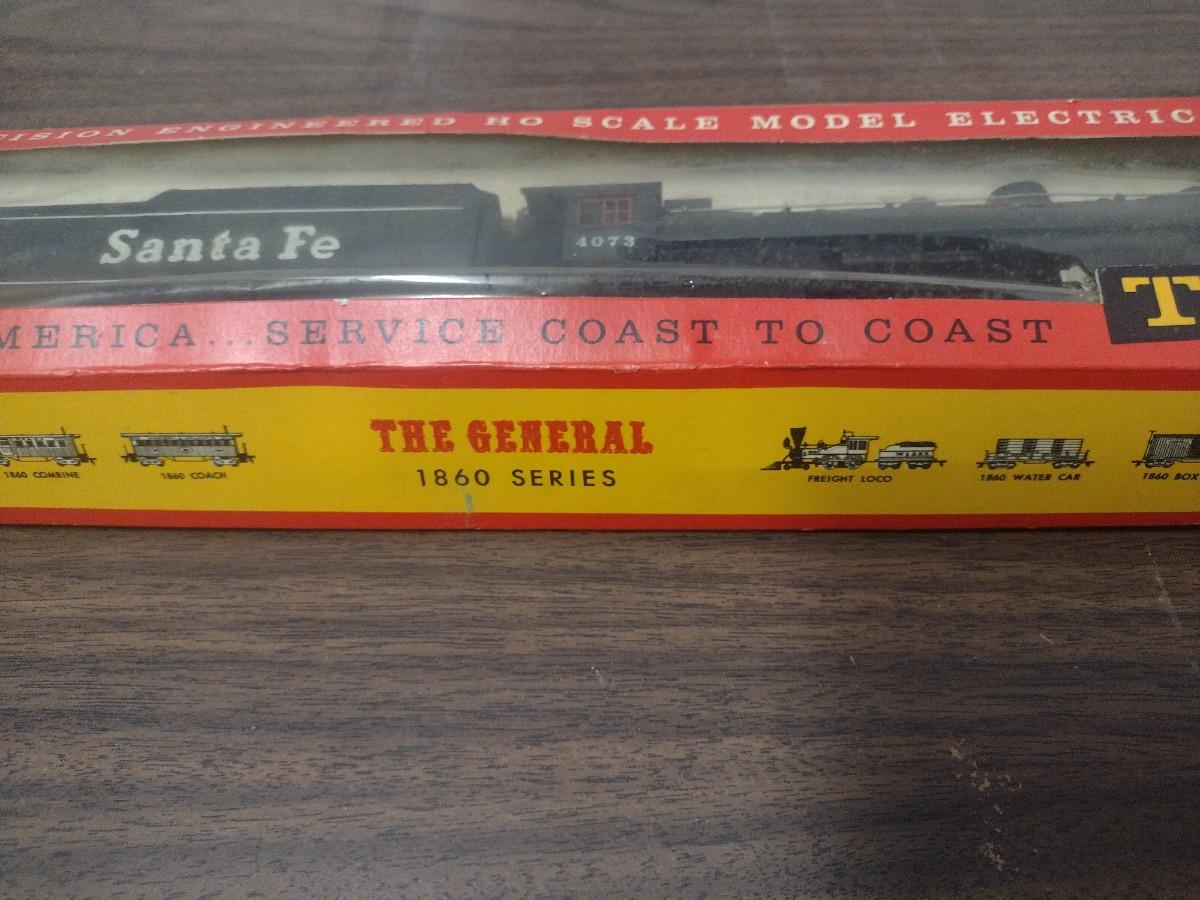 CISION ENGINEERED HO SCALE MODEL ELECTRIC
Santa Fe
4073
MERICA...SERVICE COAST TO COAST
T
THE GENERAL
1860 SERIES
1860 COMBINE
1860 COACH
FREIGHT LOCO
1860 WATER CAR
1860 BOX